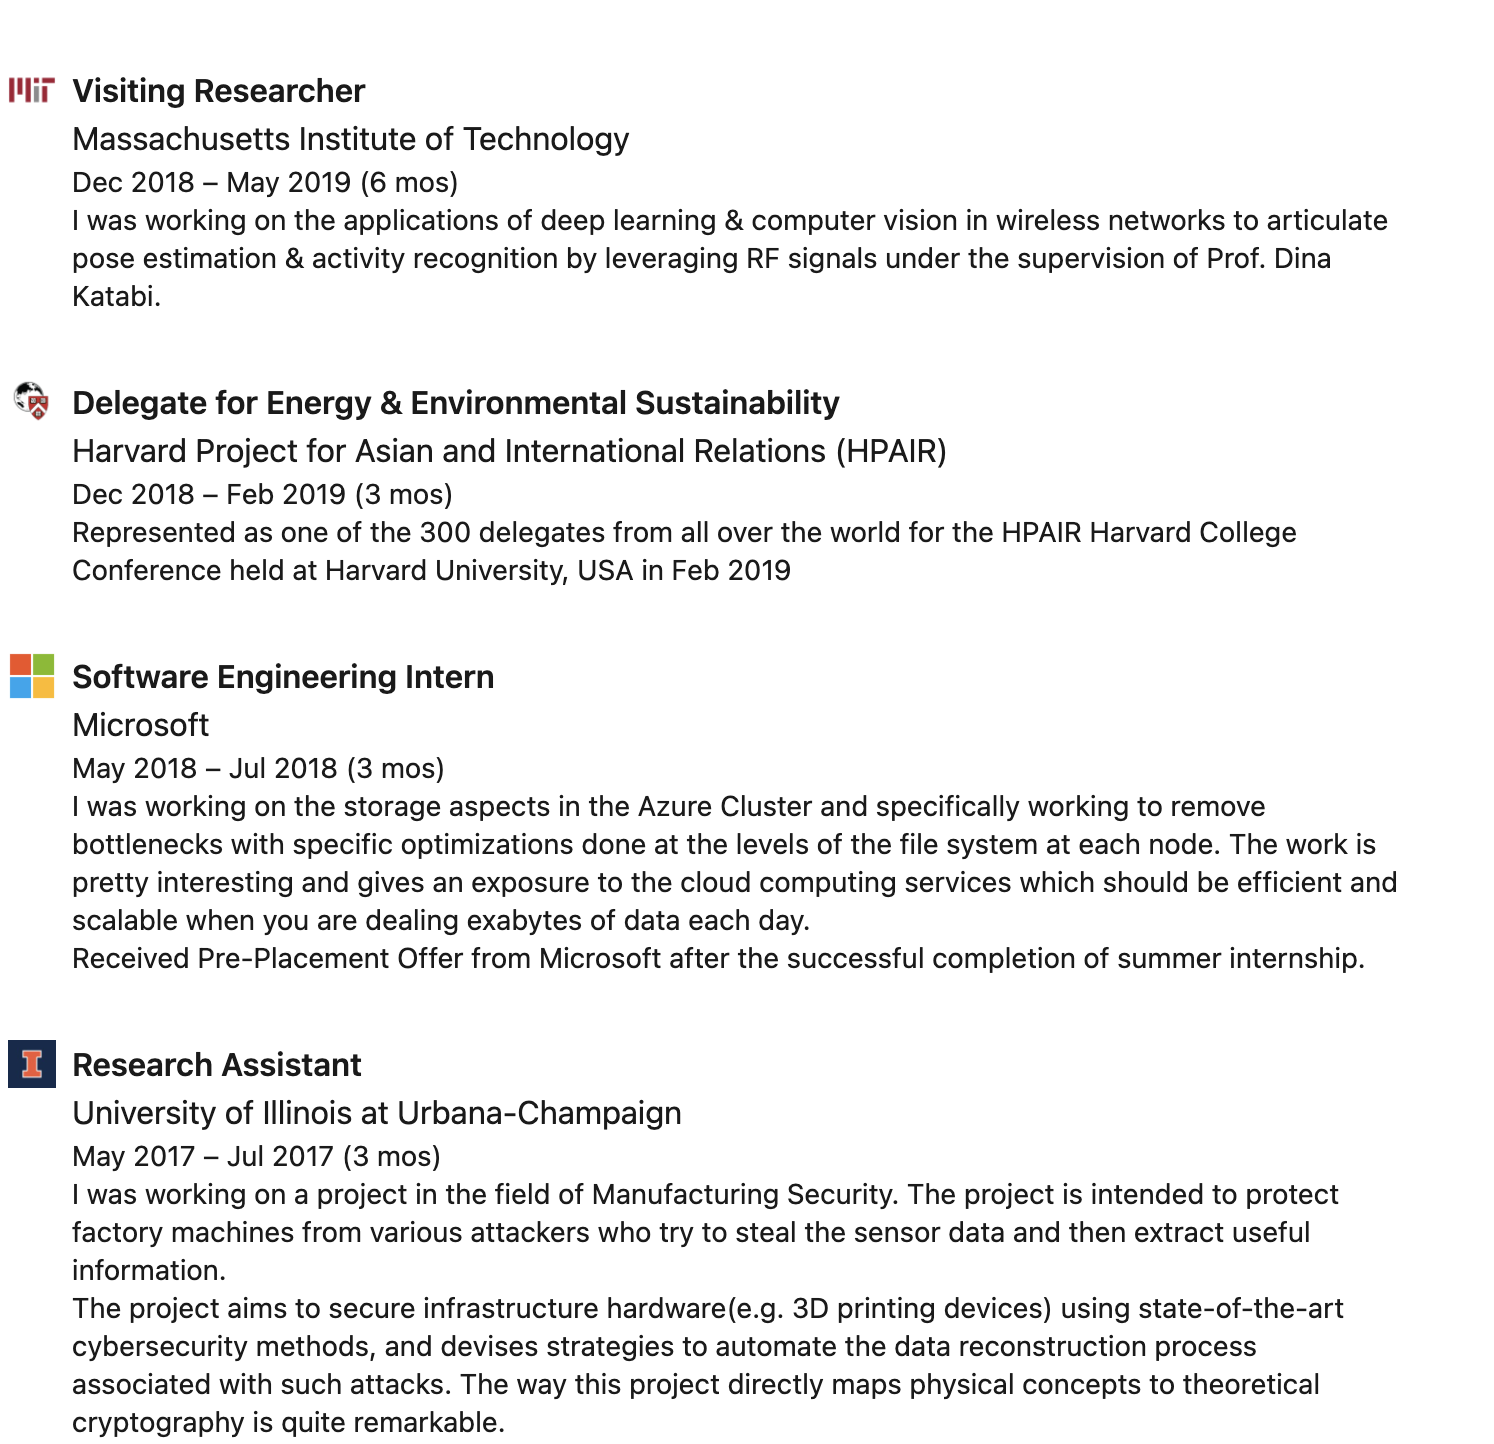 MIT
Visiting Researcher
Massachusetts Institute of Technology
Dec 2018 – May 2019 (6 mos)
I was working on the applications of deep learning & computer vision in wireless networks to articulate
pose estimation & activity recognition by leveraging RF signals under the supervision of Prof. Dina
Katabi.
Delegate for Energy & Environmental Sustainability
Harvard Project for Asian and International Relations (HPAIR)
Dec 2018 – Feb 2019 (3 mos)
Represented as one of the 300 delegates from all over the world for the HPAIR Harvard College
Conference held at Harvard University, USA in Feb 2019
Software Engineering Intern
Microsoft
May 2018 – Jul 2018 (3 mos)
I was working on the storage aspects in the Azure Cluster and specifically working to remove
bottlenecks with specific optimizations done at the levels of the file system at each node. The work is
pretty interesting and gives an exposure to the cloud computing services which should be efficient and
scalable when you are dealing exabytes of data each day.
Received Pre-Placement Offer from Microsoft after the successful completion of summer internship.
I
Research Assistant
University of Illinois at Urbana-Champaign
May 2017 – Jul 2017 (3 mos)
I was working on a project in the field of Manufacturing Security. The project is intended to protect
factory machines from various attackers who try to steal the sensor data and then extract useful
information.
The project aims to secure infrastructure hardware(e.g. 3D printing devices) using state-of-the-art
cybersecurity methods, and devises strategies to automate the data reconstruction process
associated with such attacks. The way this project directly maps physical concepts to theoretical
cryptography is quite remarkable.